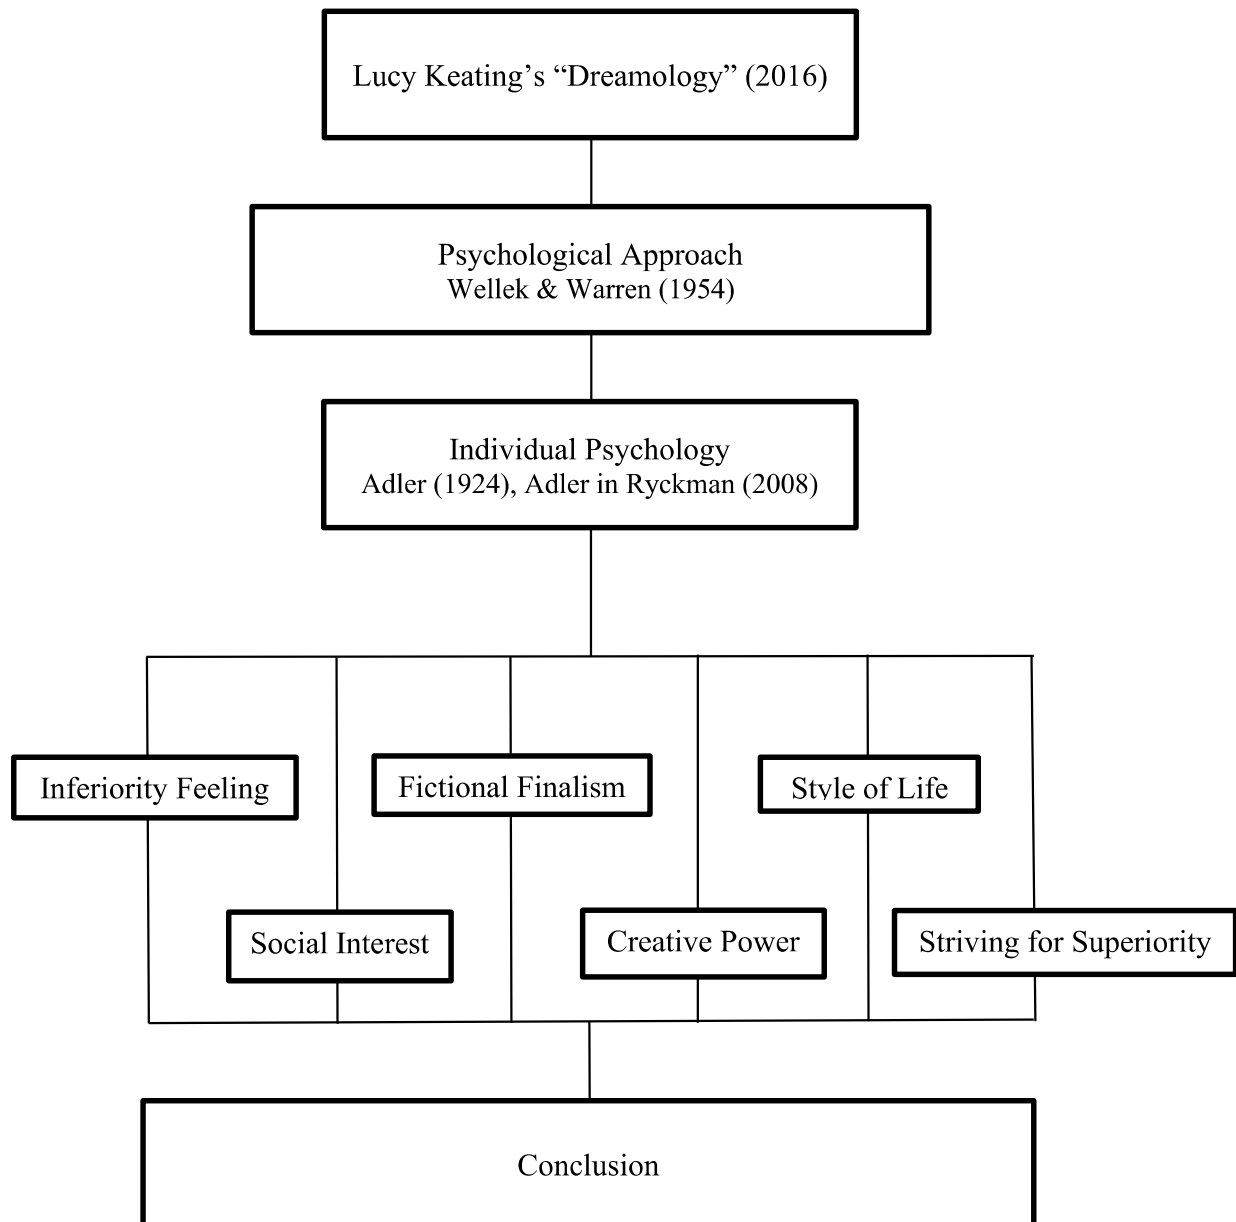 Lucy Keating’s “Dreamology” (2016)
Psychological Approach
Wellek & Warren (1954)
Individual Psychology
Adler (1924), Adler in Ryckman (2008)
Inferiority Feeling
Fictional Finalism
Style of Life
Social Interest
Creative Power
Striving for Superiority
Conclusion